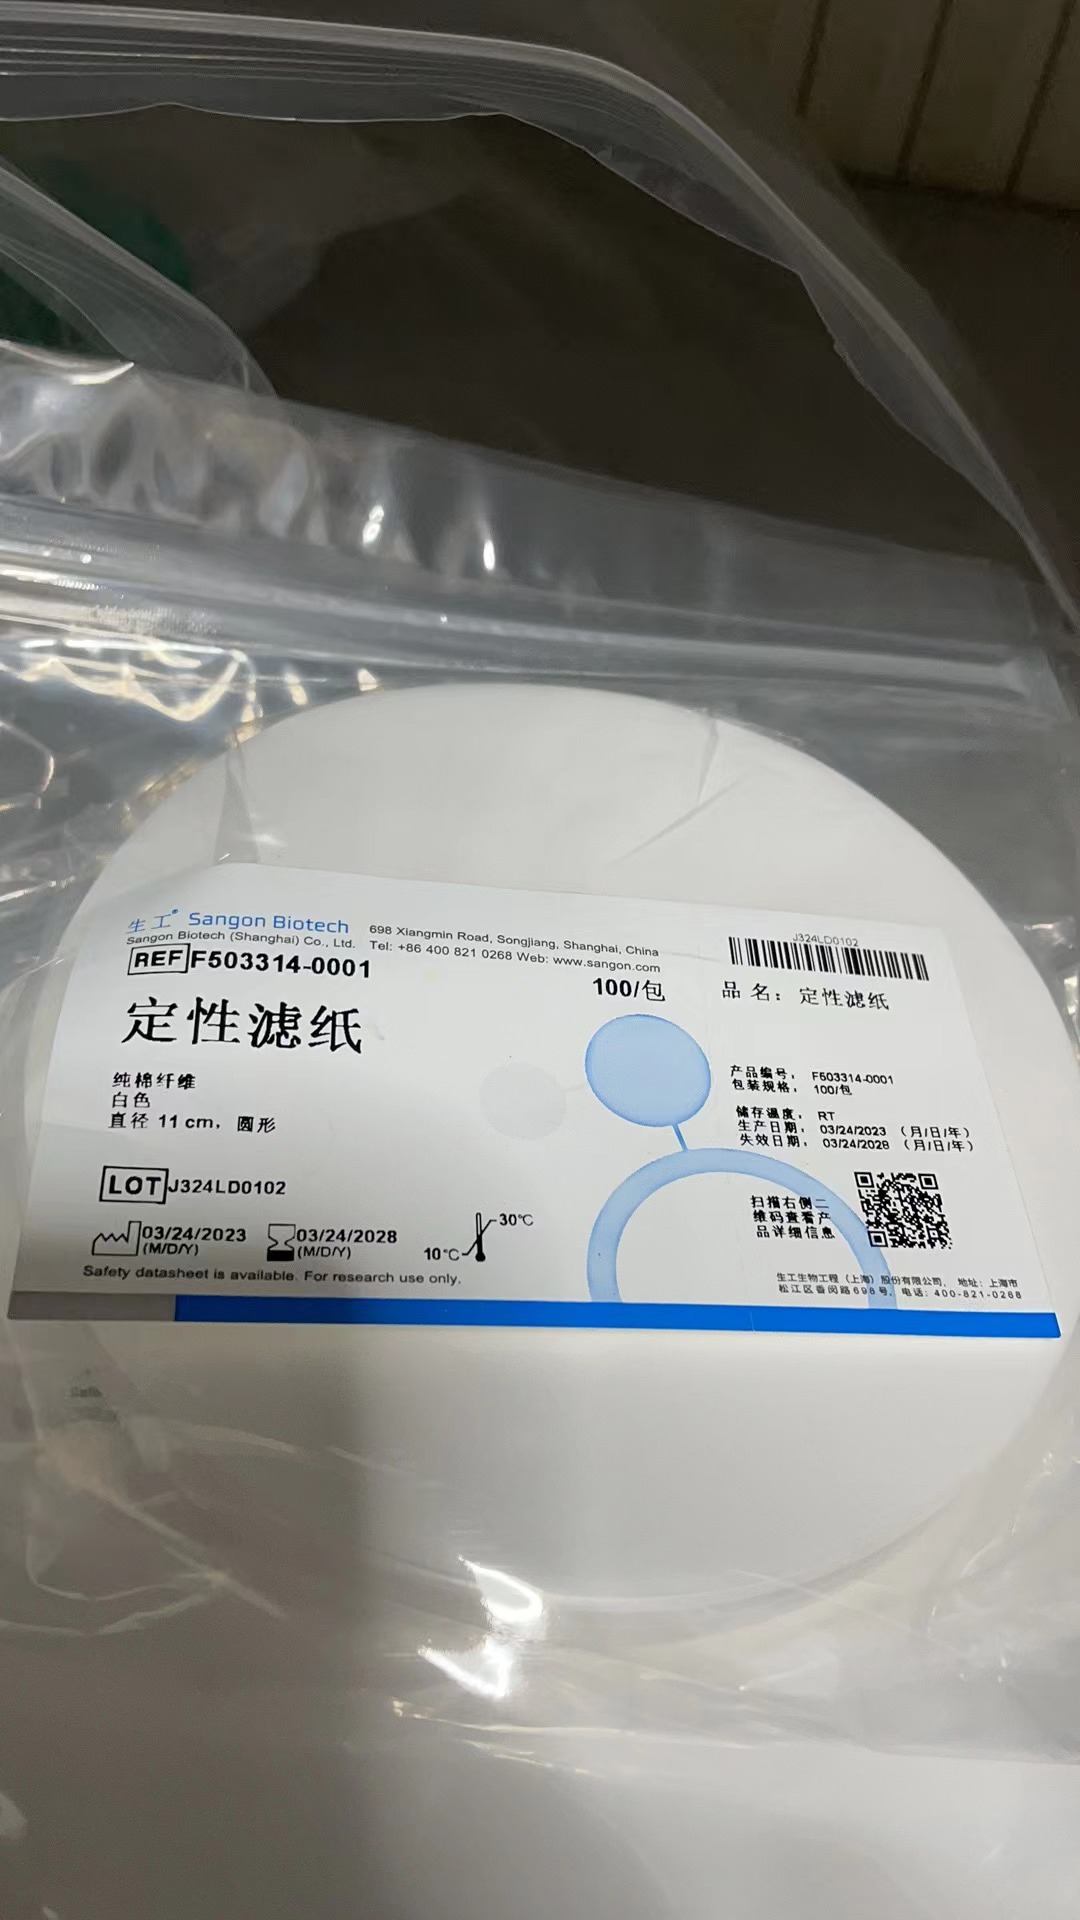 生工® Sangon Biotech
Sangon Biotech (Shanghai) Co., Ltd.
698 Xiangmin Road, Songjiang, Shanghai, China
Tel: +86 400 821 0268 Web: www.sangon.com
REF F503314-0001
100/包
定性滤纸
纯棉纤维
白色
直径 11 cm，圆形
LOT J324LD0102
03/24/2023
(M/D/Y)
03/24/2028
(M/D/Y)
10℃
30℃
Safety datasheet is available. For research use only.
J324LD0102
品 名：定性滤纸
产品编号：F503314-0001
包装规格：100/包
储存温度：RT
生产日期：03/24/2023 （月/日/年）
失效日期：03/24/2028 （月/日/年）
扫描右侧二
维码查看产
品详细信息
生工生物工程（上海）股份有限公司，地址：上海市
松江区香闵路698号，电话：400-821-0268